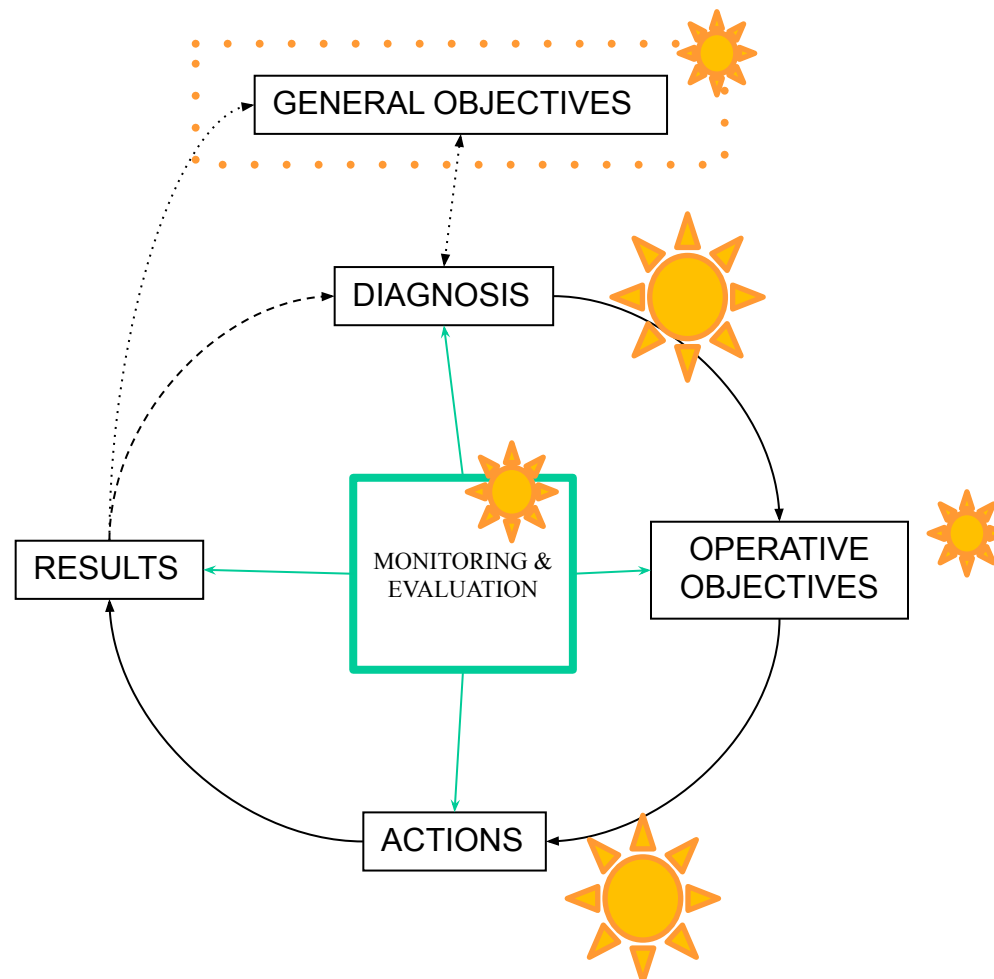 GENERAL OBJECTIVES
DIAGNOSIS
MONITORING &
EVALUATION
RESULTS
OPERATIVE
OBJECTIVES
ACTIONS